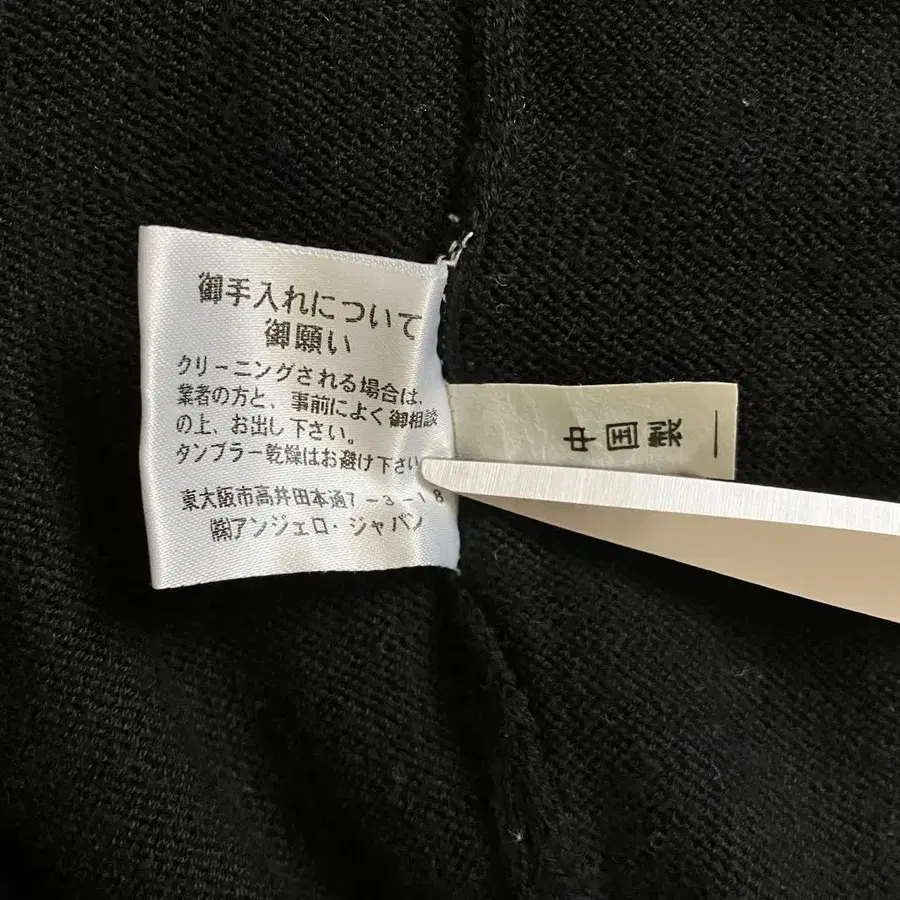 御手入れについて
御願い
クリーニングされる場合は、
業者の方と、事前によく御相談
の上、お出し下さい。
タンブラー乾燥はお避け下さい
東大阪市高井田本通7-3-18
㈱アンジェロ・ジャパン
中国製